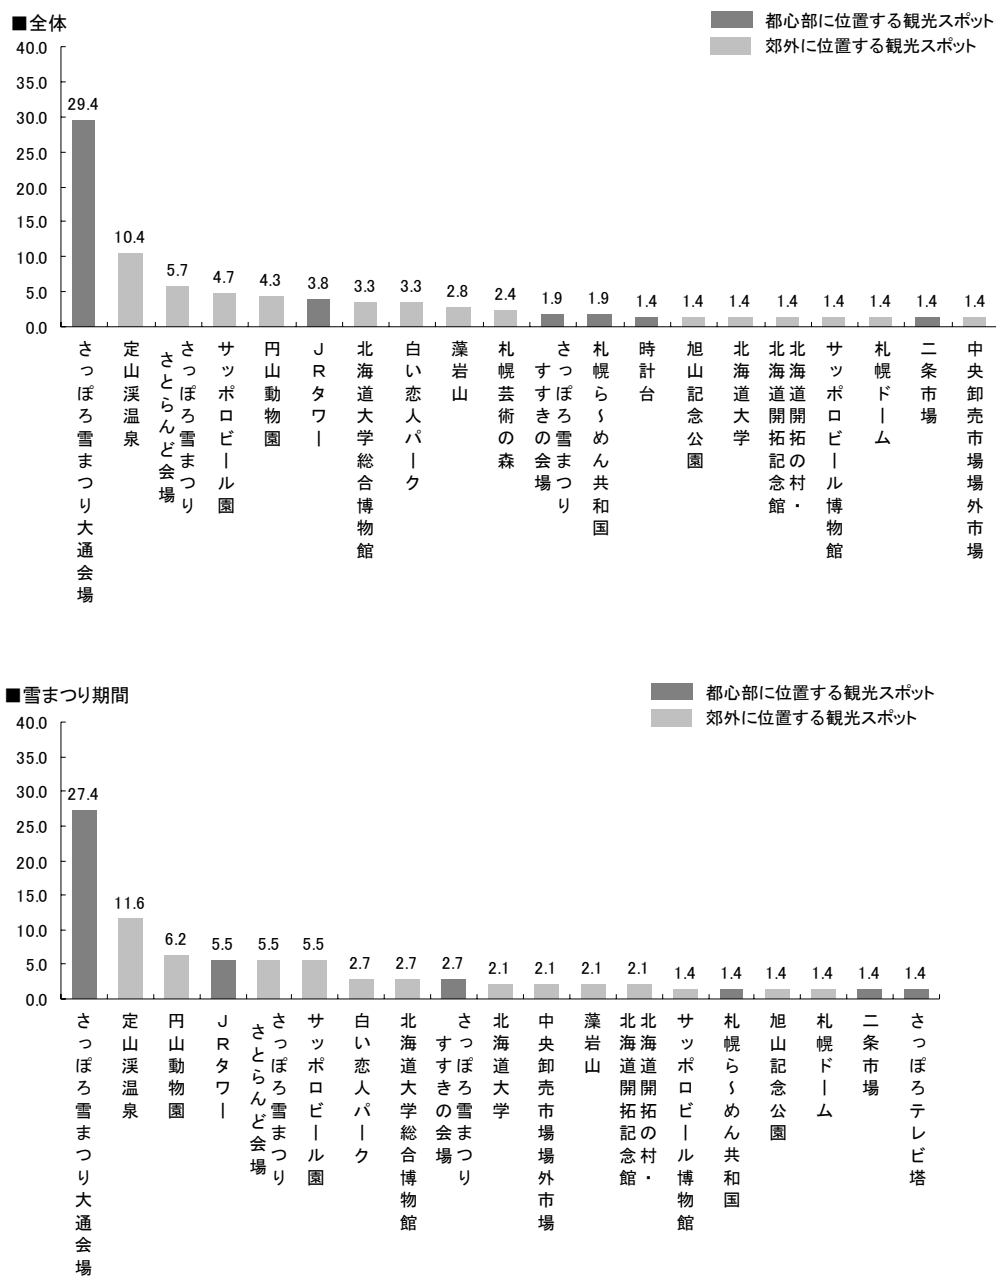 ■全体
都心部に位置する観光スポット
郊外に位置する観光スポット
40.0
35.0
30.0
25.0
20.0
15.0
10.0
5.0
0.0
29.4
10.4
5.7
4.7
4.3
3.8
3.3
3.3
2.8
2.4
1.9
1.9
1.4
1.4
1.4
1.4
1.4
1.4
1.4
1.4
さっぽろ雪まつり大通会場
定山渓温泉
さっぽろ雪まつり
さとらんど会場
サッポロビール園
円山動物園
JRタワー
北海道大学総合博物館
白い恋人パーク
藻岩山
札幌芸術の森
さっぽろ雪まつり
すすきの会場
札幌ら～めん共和国
時計台
旭山記念公園
北海道大学
北海道開拓の村・
北海道開拓記念館
サッポロビール博物館
札幌ドーム
二条市場
中央卸売市場場外市場
■雪まつり期間
都心部に位置する観光スポット
郊外に位置する観光スポット
40.0
35.0
30.0
25.0
20.0
15.0
10.0
5.0
0.0
27.4
11.6
6.2
5.5
5.5
5.5
2.7
2.7
2.7
2.1
2.1
2.1
2.1
1.4
1.4
1.4
1.4
1.4
1.4
さっぽろ雪まつり大通会場
定山渓温泉
円山動物園
JRタワー
さっぽろ雪まつり
さとらんど会場
サッポロビール園
白い恋人パーク
北海道大学総合博物館
さっぽろ雪まつり
すすきの会場
北海道大学
中央卸売市場場外市場
藻岩山
北海道開拓の村・
北海道開拓記念館
サッポロビール博物館
札幌ら～めん共和国
旭山記念公園
札幌ドーム
二条市場
さっぽろテレビ塔